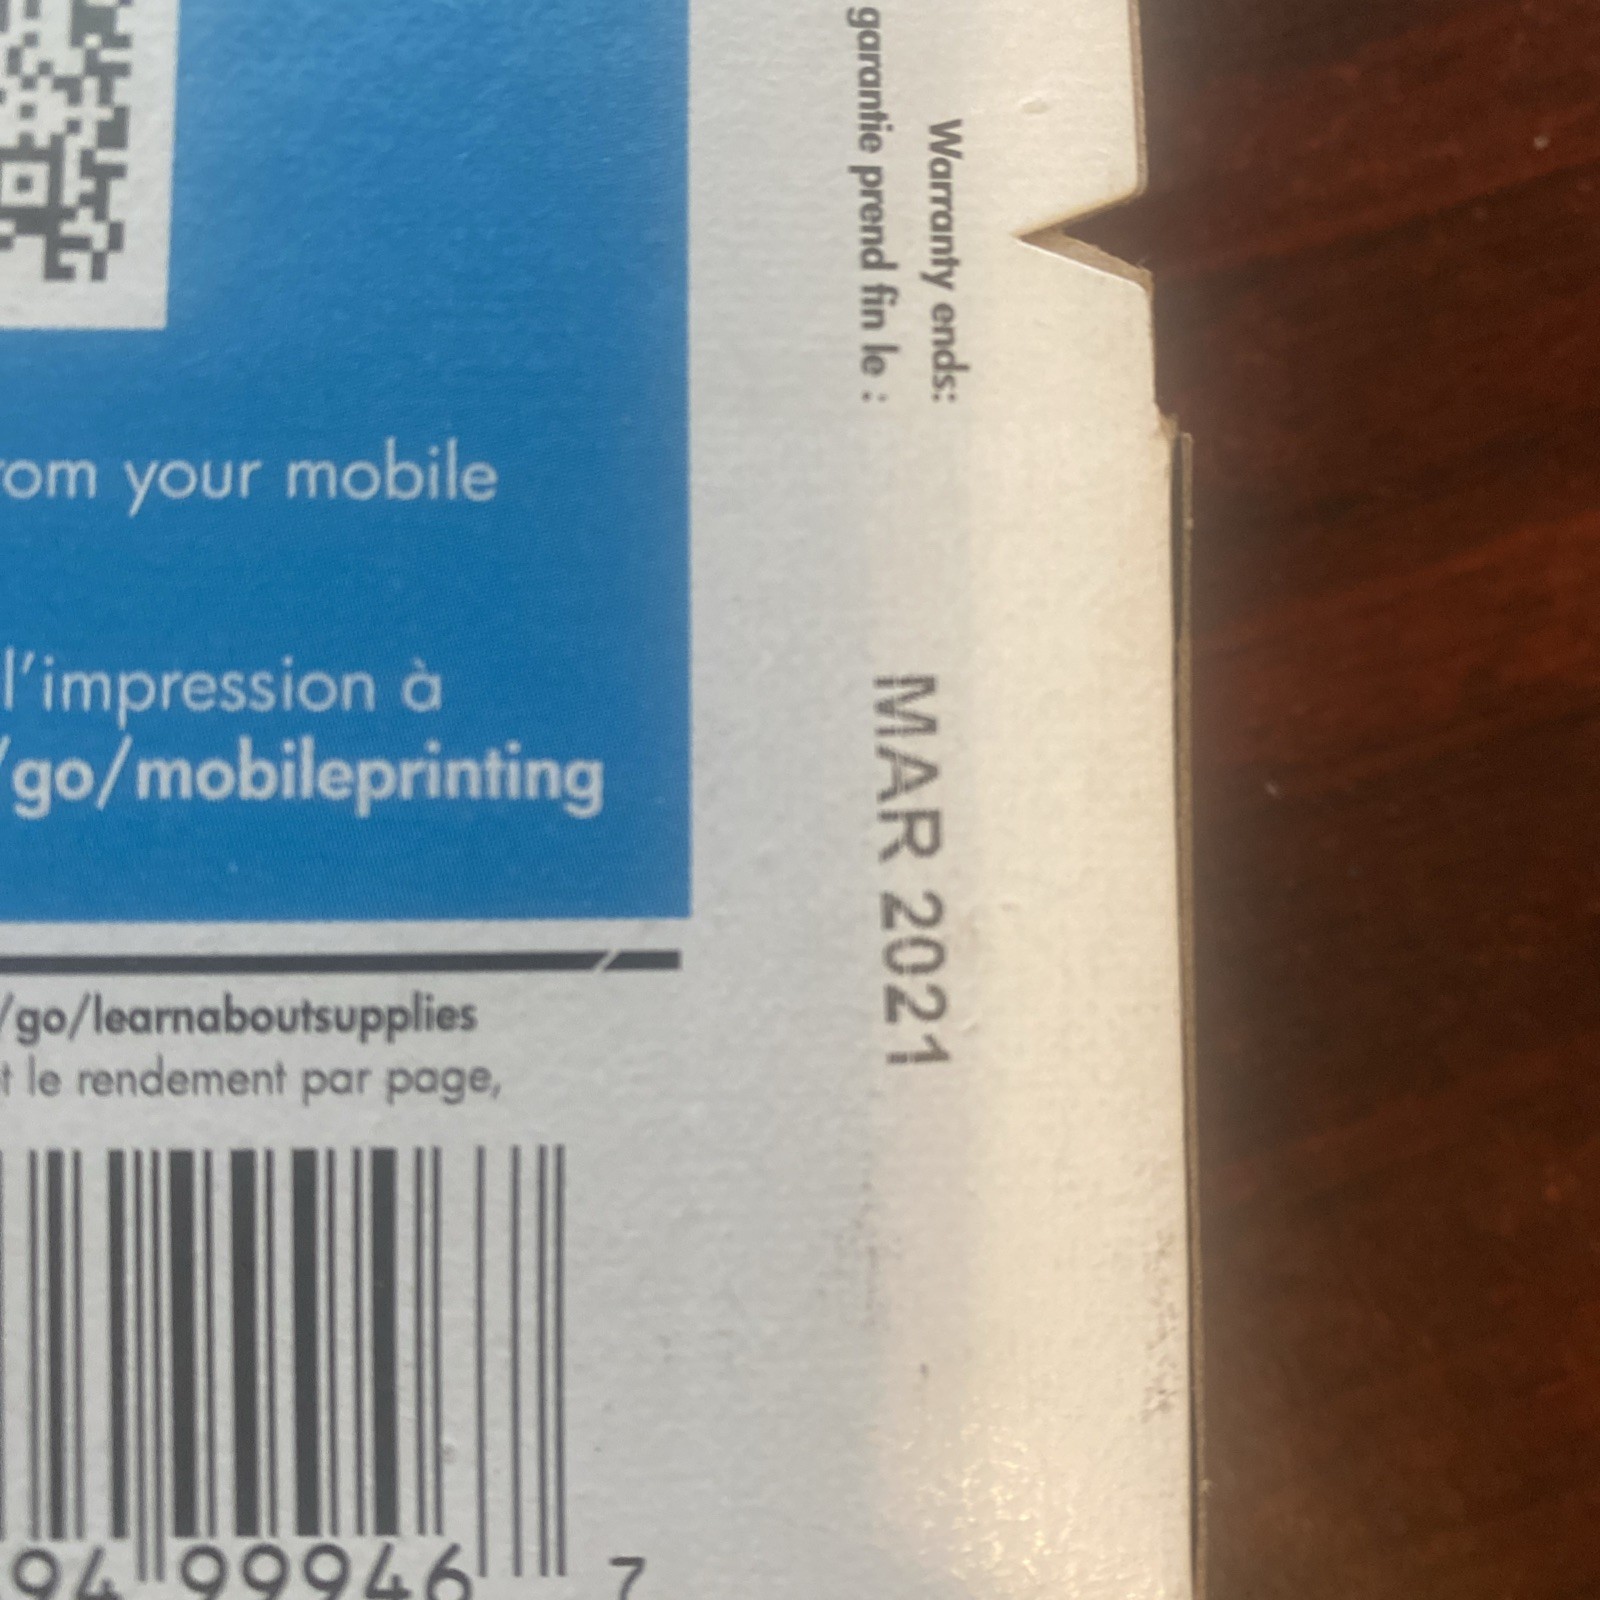 Warranty ends:
garantie prend fin le :
MAR 2021
your mobile
l'impression à
/go/mobileprinting
/go/learnaboutsupplies
le rendement par page,
94 99946 7